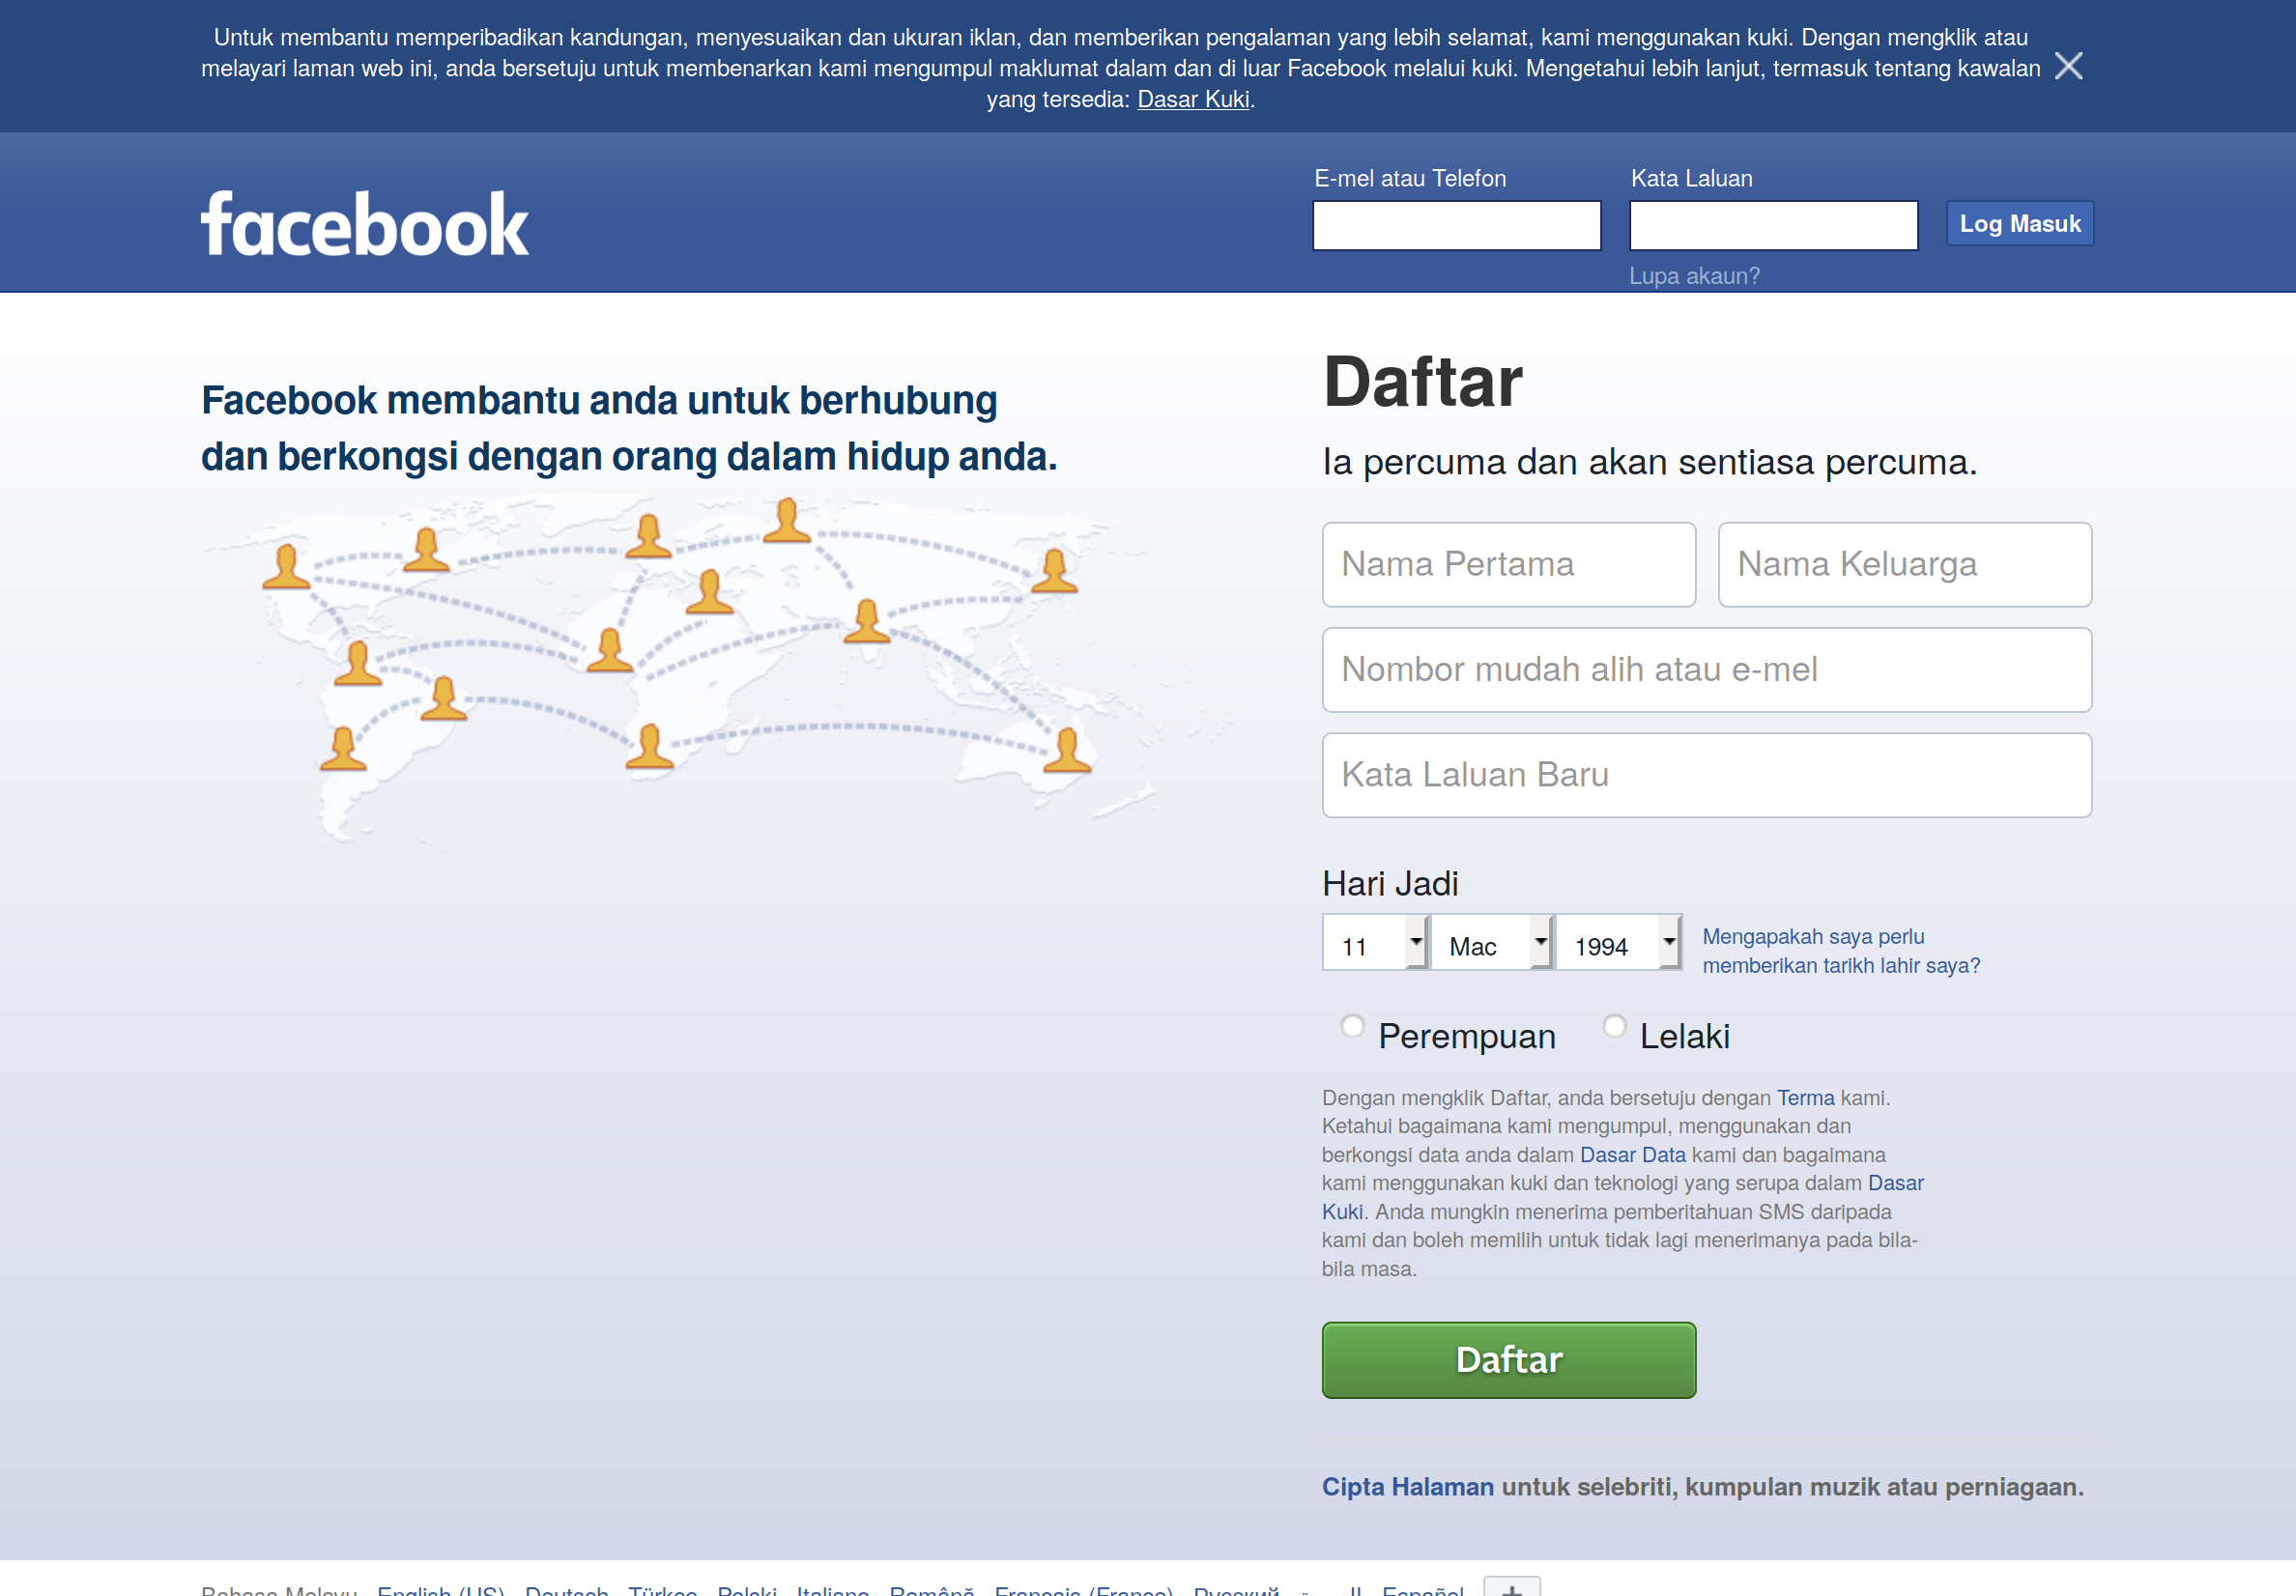 Untuk membantu memperibadikan kandungan, menyesuaikan dan ukuran iklan, dan memberikan pengalaman yang lebih selamat, kami menggunakan kuki. Dengan mengklik atau
melayari laman web ini, anda bersetuju untuk membenarkan kami mengumpul maklumat dalam dan di luar Facebook melalui kuki. Mengetahui lebih lanjut, termasuk tentang kawalan
yang tersedia: Dasar Kuki.
facebook
E-mel atau Telefon
Kata Laluan
Log Masuk
Lupa akaun?
Facebook membantu anda untuk berhubung
dan berkongsi dengan orang dalam hidup anda.
Daftar
Ia percuma dan akan sentiasa percuma.
Nama Pertama
Nama Keluarga
Nombor mudah alih atau e-mel
Kata Laluan Baru
Hari Jadi
11 Mac 1994
Mengapakah saya perlu
memberikan tarikh lahir saya?
Perempuan Lelaki
Dengan mengklik Daftar, anda bersetuju dengan Terma kami.
Ketahui bagaimana kami mengumpul, menggunakan dan
berkongsi data anda dalam Dasar Data kami dan bagaimana
kami menggunakan kuki dan teknologi yang serupa dalam Dasar
Kuki. Anda mungkin menerima pemberitahuan SMS daripada
kami dan boleh memilih untuk tidak lagi menerimanya pada bila-
bila masa.
Daftar
Cipta Halaman untuk selebriti, kumpulan muzik atau perniagaan.
Bahasa Melayu English (US) Deutsch Türkçe Polski Italiano Română Français (France) Русский Español